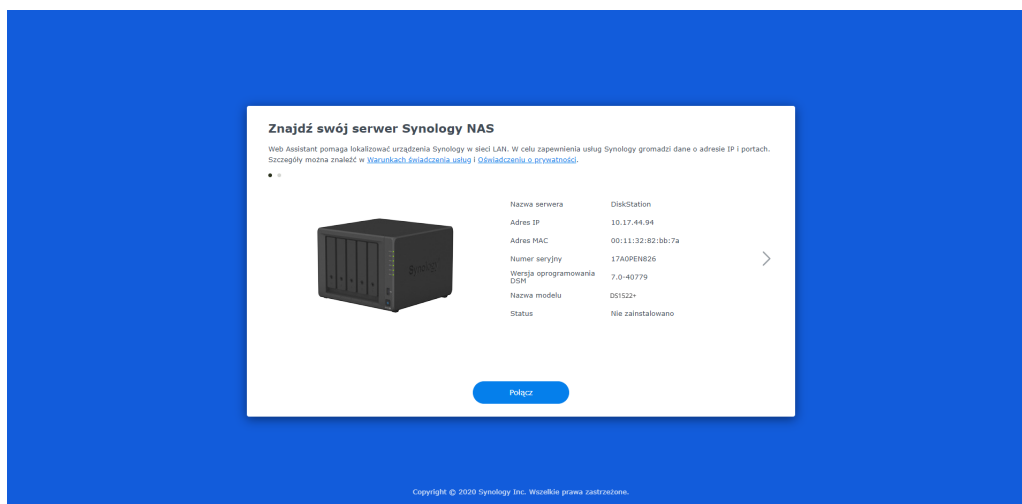 Znajdź swój serwer Synology NAS
Web Assistant pomaga lokalizować urządzenia Synology w sieci LAN. W celu zapewnienia usług Synology gromadzi dane o adresie IP i portach.
Szczegóły można znaleźć w Warunkach świadczenia usług i Oświadczeniu o prywatności.
Nazwa serwera DiskStation
Adres IP 10.17.44.94
Adres MAC 00:11:32:82:bb:7a
Synology
Numer seryjny 17A0PEN826
Wersja oprogramowania
DSM 7.0-40779
Nazwa modelu DS1522+
Status Nie zainstalowano
Połącz
Copyright © 2020 Synology Inc. Wszelkie prawa zastrzeżone.